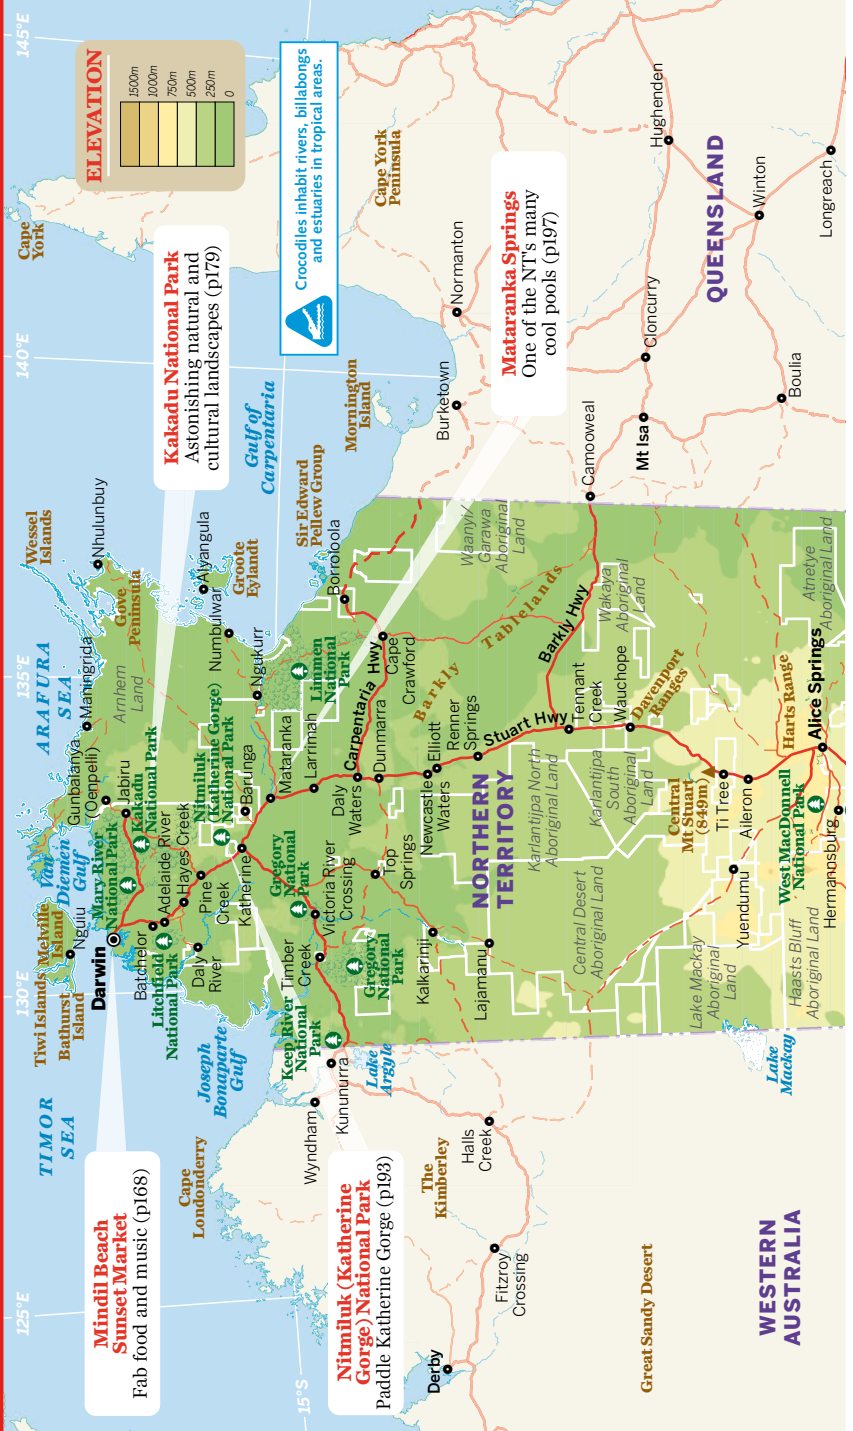 145°E
140°E
135°E
130°E
125°E
15°S
ELEVATION
1500m
1000m
750m
500m
250m
0
Crocodiles inhabit rivers, billabongs
and estuaries in tropical areas.
Kakadu National Park
Astonishing natural and
cultural landscapes (p179)
Mataranka Springs
One of the NT's many
cool pools (p197)
Mindil Beach
Sunset Market
Fab food and music (p168)
Nitmiluk (Katherine
Gorge) National Park
Paddle Katherine Gorge (p193)
TIMOR
SEA
ARAFURA
SEA
Van
Diemen
Gulf
Joseph
Bonaparte
Gulf
Gulf of
Carpentaria
Lake
Argyle
Lake
Mackay
Cape
York
Cape York
Peninsula
Mornington
Island
Sir Edward
Pellew Group
Groote
Eylandt
Wessel
Islands
Gove
Peninsula
Tiwi Islands
Bathurst
Island
Melville
Island
Cape
Londonderry
The
Kimberley
Great Sandy Desert
Barkly Tablelands
Davenport
Ranges
Harts Range
Central
Mt Stuart
(849m)
NORTHERN
TERRITORY
QUEENSLAND
WESTERN
AUSTRALIA
Nguiu
Darwin
Batchelor
Adelaide River
Hayes Creek
Pine
Creek
Daly
River
Katherine
Gunbalanya
(Oenpelli)
Jabiru
Maningrida
Nhulunbuy
Alyangula
Numbulwar
Ngukurr
Barunga
Mataranka
Larrimah
Daly
Waters
Dunmarra
Newcastle
Waters
Elliott
Renner
Springs
Tennant
Creek
Wauchope
Ti Tree
Aileron
Alice Springs
Hermannsburg
Yuendumu
Lajamanu
Kalkarinji
Top
Springs
Victoria River
Crossing
Timber
Creek
Kununurra
Wyndham
Halls
Creek
Fitzroy
Crossing
Derby
Borroloola
Cape
Crawford
Camooweal
Mt Isa
Cloncurry
Burketown
Normanton
Boulia
Hughenden
Winton
Longreach
Mary River
National Park
Kakadu
National Park
Litchfield
National Park
Nitmiluk
(Katherine Gorge)
National Park
Gregory
National
Park
Gregory
National
Park
Keep River
National
Park
Limmen
National
Park
West MacDonnell
National Park
Carpentaria Hwy
Stuart Hwy
Barkly Hwy
Arnhem
Land
Waanyi/
Garawa
Aboriginal
Land
Wakaya
Aboriginal
Land
Atnetye
Aboriginal Land
Karlantijpa North
Aboriginal Land
Karlantijpa
South
Aboriginal
Land
Central Desert
Aboriginal Land
Lake Mackay
Aboriginal
Land
Haasts Bluff
Aboriginal Land